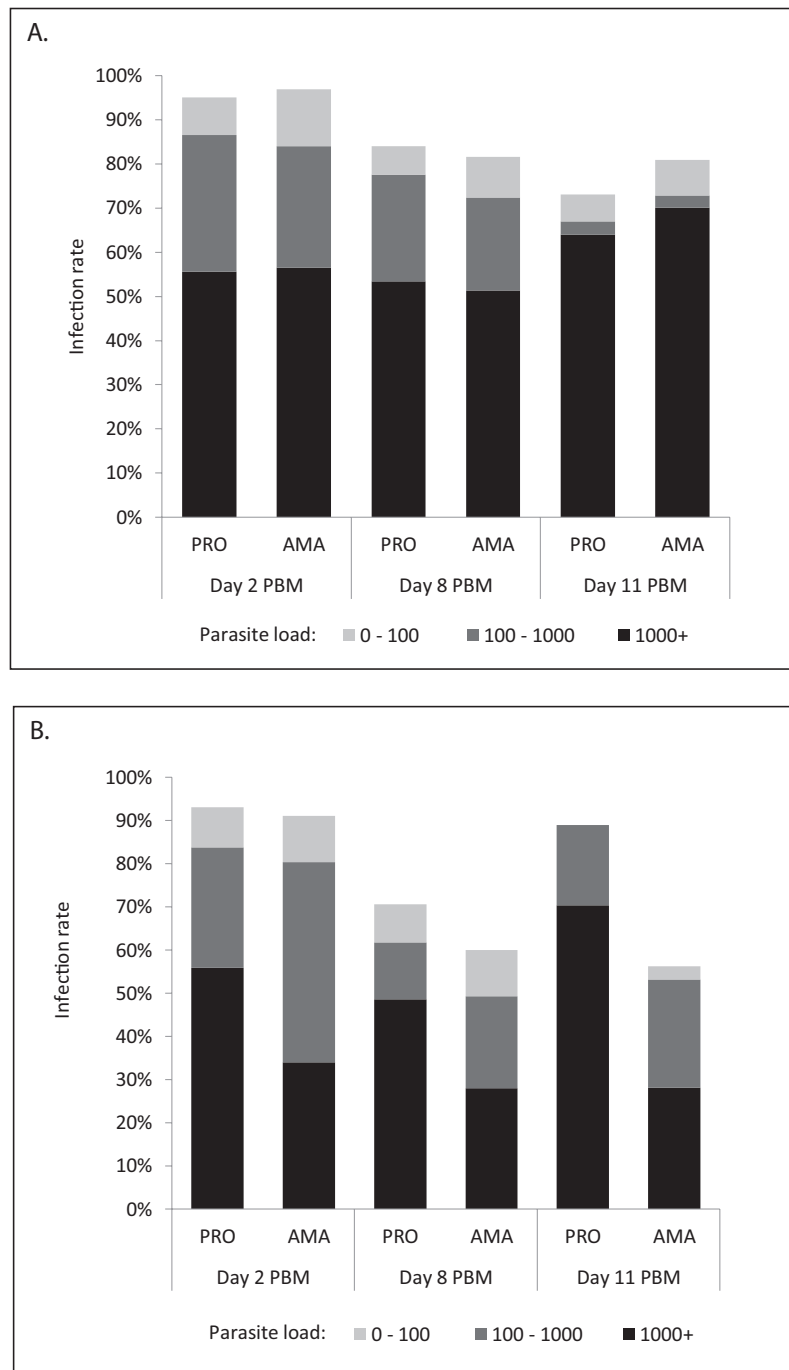 A.
100%
90%
80%
70%
60%
50%
40%
30%
20%
10%
0%
Infection rate
PRO AMA PRO AMA PRO AMA
Day 2 PBM Day 8 PBM Day 11 PBM
Parasite load: 0 - 100 100 - 1000 1000+
B.
100%
90%
80%
70%
60%
50%
40%
30%
20%
10%
0%
Infection rate
PRO AMA PRO AMA PRO AMA
Day 2 PBM Day 8 PBM Day 11 PBM
Parasite load: 0 - 100 100 - 1000 1000+